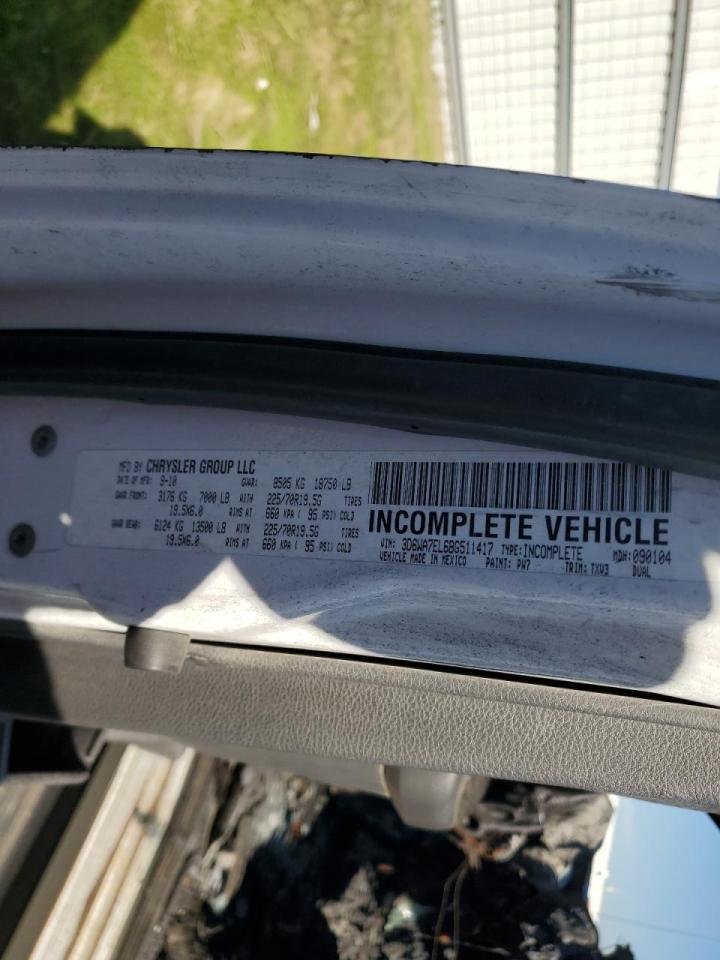 MFD BY CHRYSLER GROUP LLC
DATE OF MFR: 9-10 GVWR: 8505 KG 18750 LB
GAWR FRONT: 3176 KG 7000 LB WITH 225/70R19.5G TIRES
19.5X6.0 RIMS AT 660 KPA ( 95 PSI) COLD
GAWR REAR: 6124 KG 13500 LB WITH 225/70R19.5G TIRES
19.5X6.0 RIMS AT 660 KPA ( 95 PSI) COLD
INCOMPLETE VEHICLE
VIN: 3D6WA7EL6BG511417 TYPE: INCOMPLETE MDH: 090104
VEHICLE MADE IN MEXICO PAINT: PW7 TRIM: TXV3 DUAL